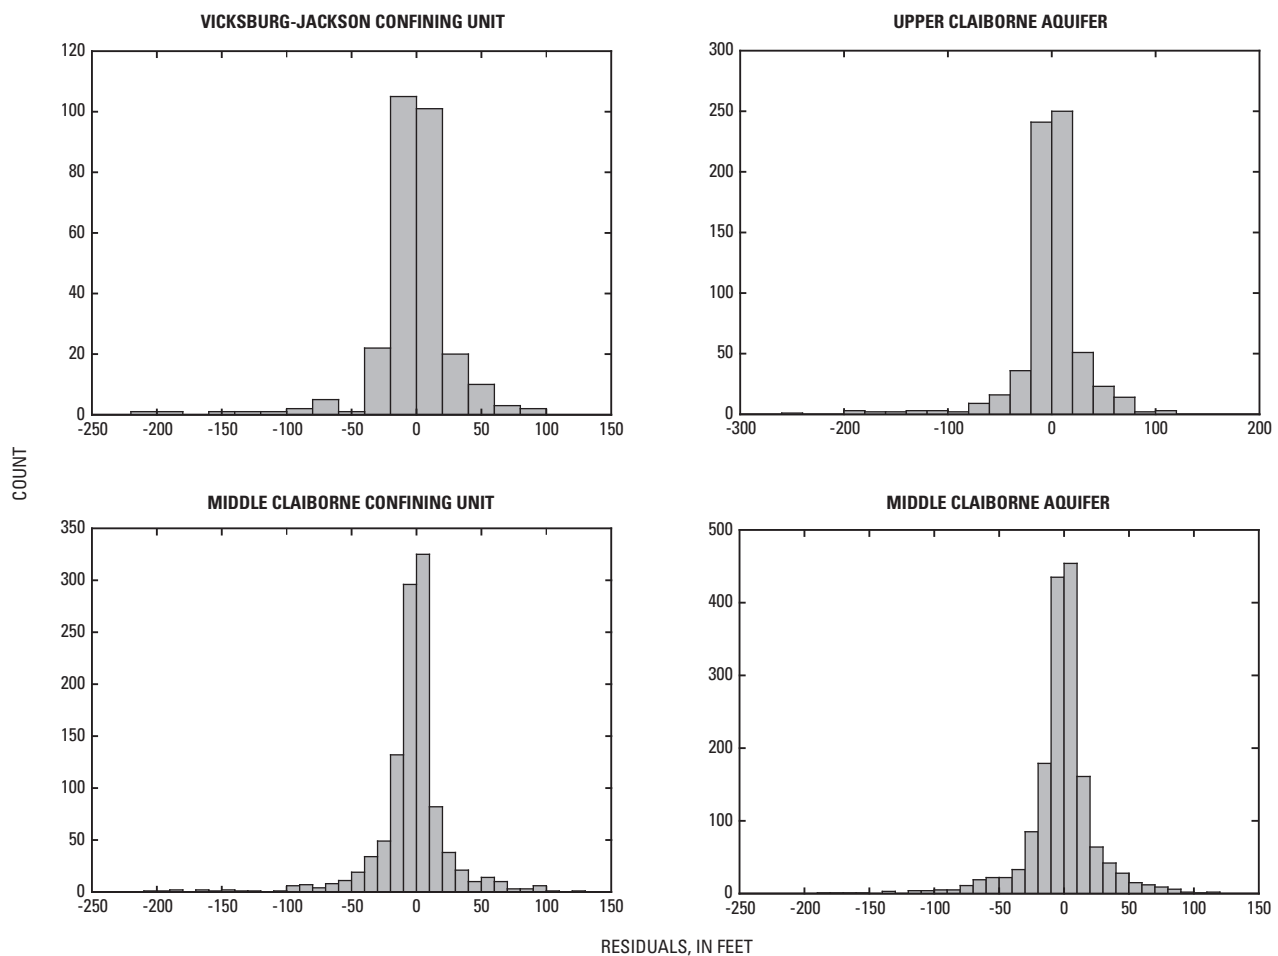 VICKSBURG-JACKSON CONFINING UNIT
120
100
80
60
40
20
0
-250 -200 -150 -100 -50 0 50 100 150
UPPER CLAIBORNE AQUIFER
300
250
200
150
100
50
0
-300 -200 -100 0 100 200
COUNT
MIDDLE CLAIBORNE CONFINING UNIT
350
300
250
200
150
100
50
0
-250 -200 -150 -100 -50 0 50 100 150
MIDDLE CLAIBORNE AQUIFER
500
400
300
200
100
0
-250 -200 -150 -100 -50 0 50 100 150
RESIDUALS, IN FEET